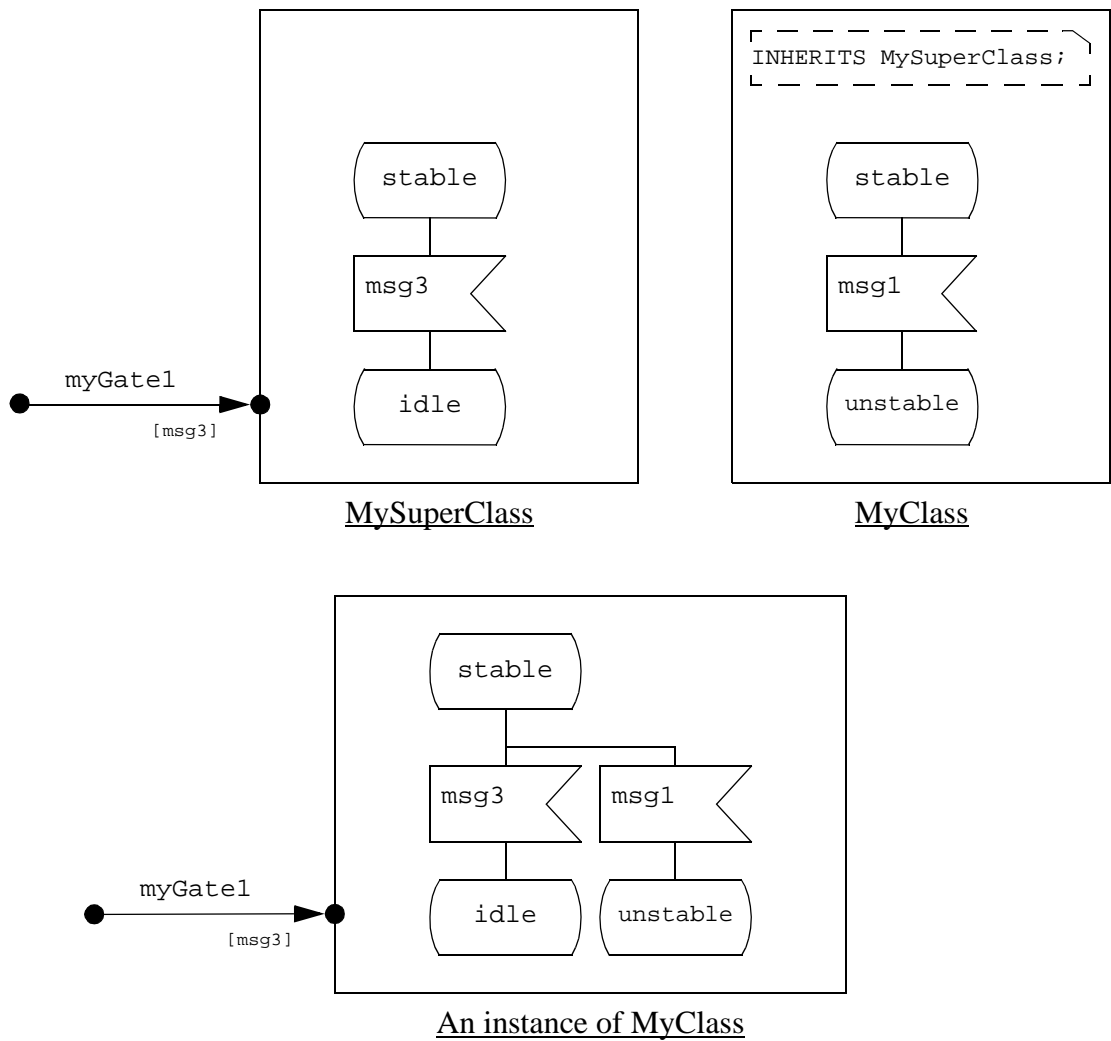 INHERITS MySuperClass;
stable
stable
msg3
msg1
myGate1
idle
unstable
[msg3]
MySuperClass
MyClass
stable
msg3
msg1
myGate1
idle
unstable
[msg3]
An instance of MyClass